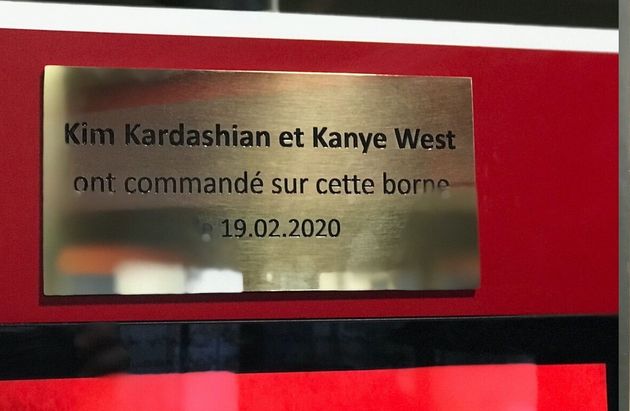 Kim Kardashian et Kanye West
ont commandé sur cette borne
19.02.2020